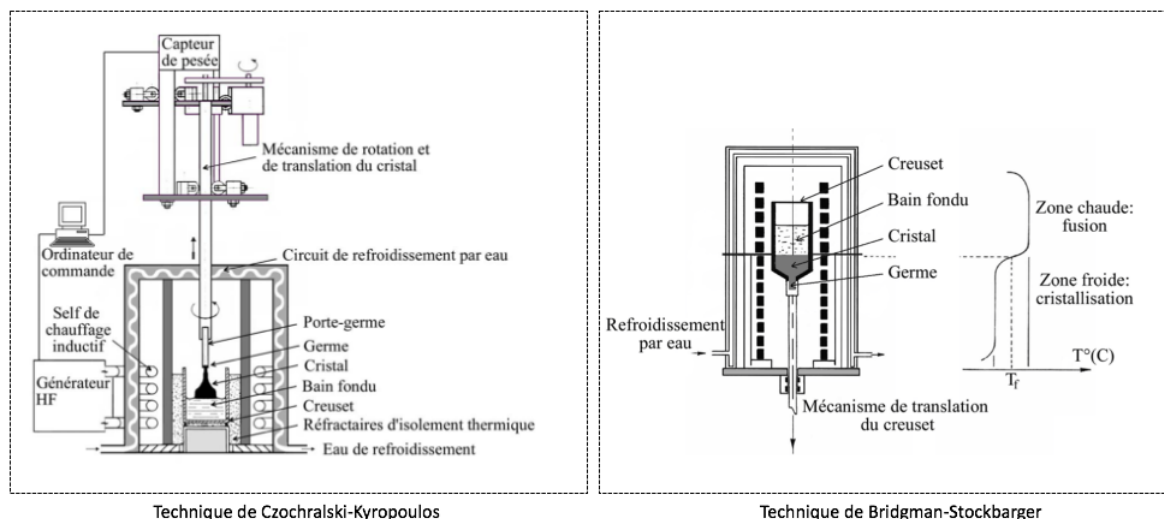 Capteur
de pesée
Mécanisme de rotation et
de translation du cristal
Ordinateur de
commande
Circuit de refroidissement par eau
Self de
chauffage
inductif
Porte-germe
Germe
Cristal
Bain fondu
Creuset
Réfractaires d'isolement thermique
Eau de refroidissement
Générateur
HF
Technique de Czochralski-Kyropoulos
Creuset
Bain fondu
Cristal
Germe
Zone chaude:
fusion
Zone froide:
cristallisation
Refroidissement
par eau
T°(C)
Tf
Mécanisme de translation
du creuset
Technique de Bridgman-Stockbarger